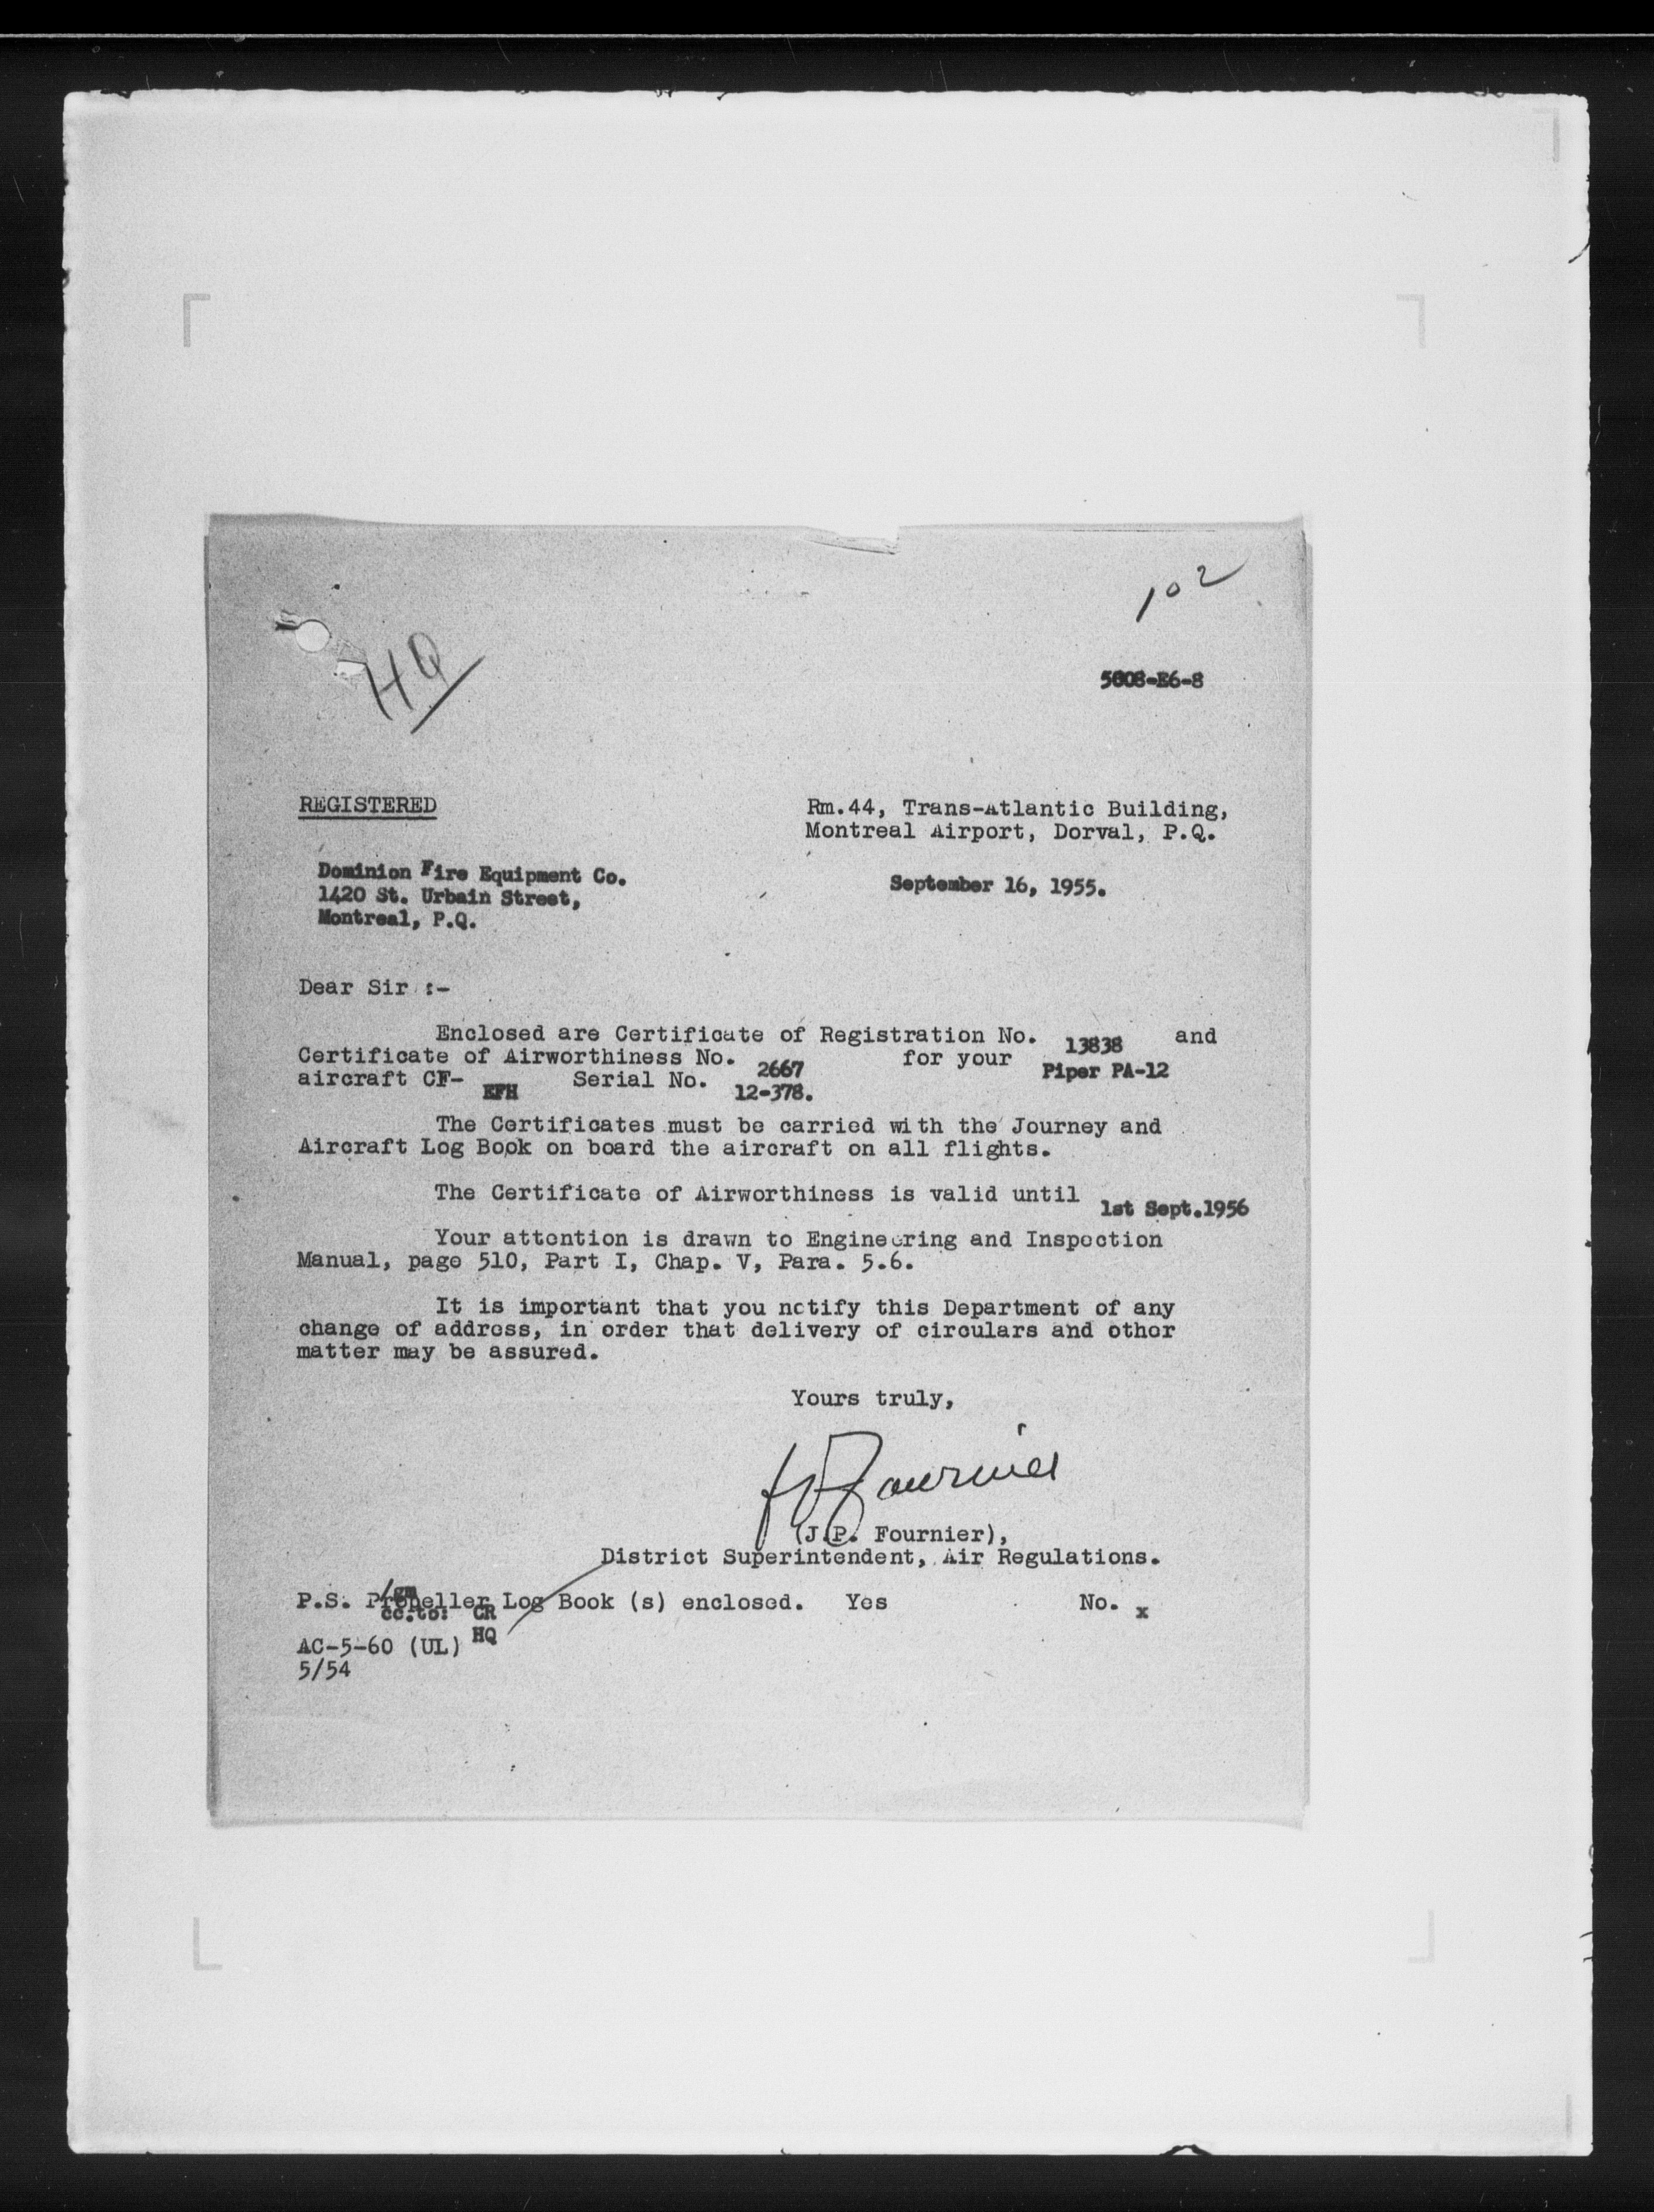 102
HQ
5008-E6-8
REGISTERED
Rm.44, Trans-Atlantic Building,
Montreal Airport, Dorval, P.Q.
Dominion Fire Equipment Co.
1420 St. Urbain Street,
Montreal, P.Q.
September 16, 1955.
Dear Sir :-
Enclosed are Certificate of Registration No. 13838 and
Certificate of Airworthiness No. 2667 for your Piper PA-12
aircraft CF- EFH Serial No. 12-378.
The Certificates must be carried with the Journey and
Aircraft Log Book on board the aircraft on all flights.
The Certificate of Airworthiness is valid until 1st Sept.1956
Your attention is drawn to Engineering and Inspection
Manual, page 510, Part I, Chap. V, Para. 5.6.
It is important that you notify this Department of any
change of address, in order that delivery of circulars and other
matter may be assured.
Yours truly,
JP Fournier
(J.P. Fournier),
District Superintendent, Air Regulations.
P.S. Propeller Log Book (s) enclosed. Yes No. x
/gm
cc.to: CR
HQ
AC-5-60 (UL)
5/54